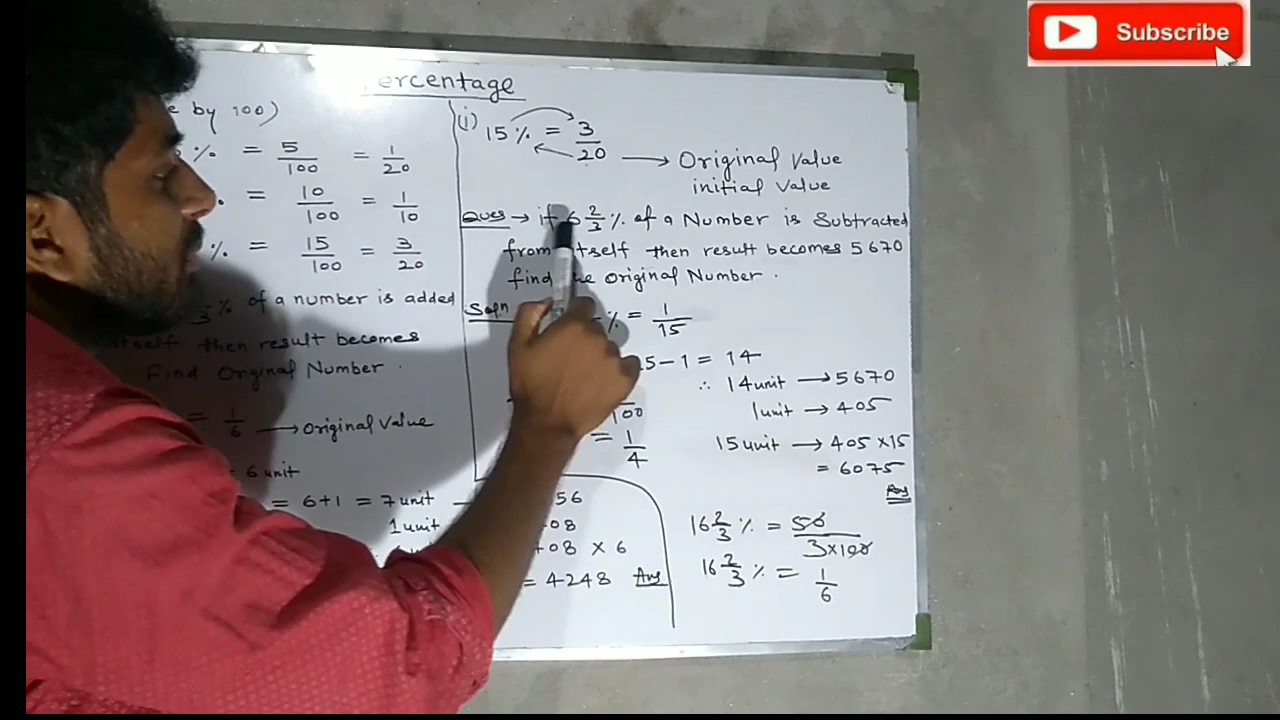 Subscribe
ercentage
e by 100)
% = 5/100 = 1/20
= 10/100 = 1/10
% = 15/100 = 3/20
3% of a number is added
itself then result becomes
Find Original Number.
= 1/6 → Original Value
= 6 unit
= 6+1 = 7 unit
56
1 unit
08
08 × 6
= 4248 Ans
(i) 15% = 3/20 → Original Value
initial Value
Ques → if 6 2/3 % of a Number is Subtracted
from itself then result becomes 5670
find the Original Number.
Soln % = 1/15
5-1 = 14
∴ 14 unit → 5670
1 unit → 405
15 unit → 405 × 15
= 6075
Ans
100
= 1/4
16 2/3 % = 50/3×100
16 2/3 % = 1/6